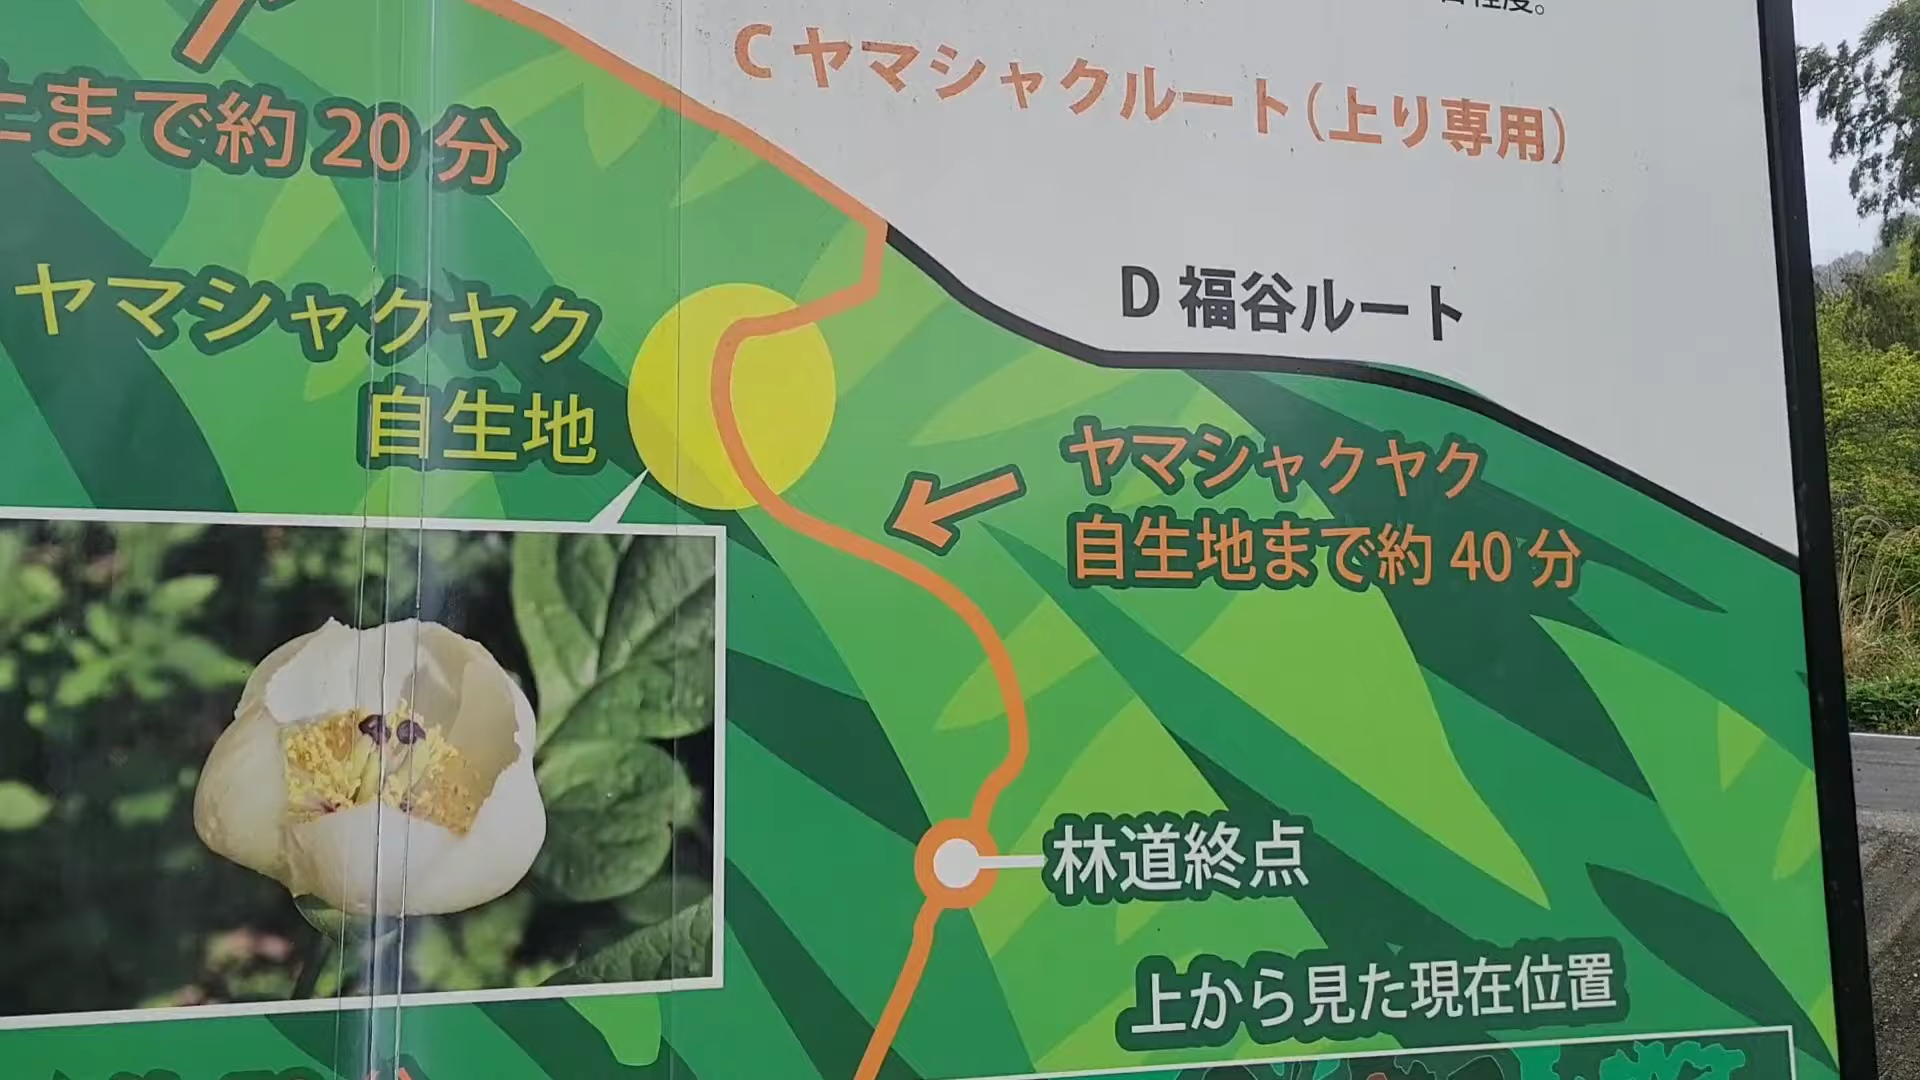 C ヤマシャクルート（上り専用）
まで約 20 分
D 福谷ルート
ヤマシャクヤク
自生地
ヤマシャクヤク
自生地まで約 40 分
林道終点
上から見た現在位置